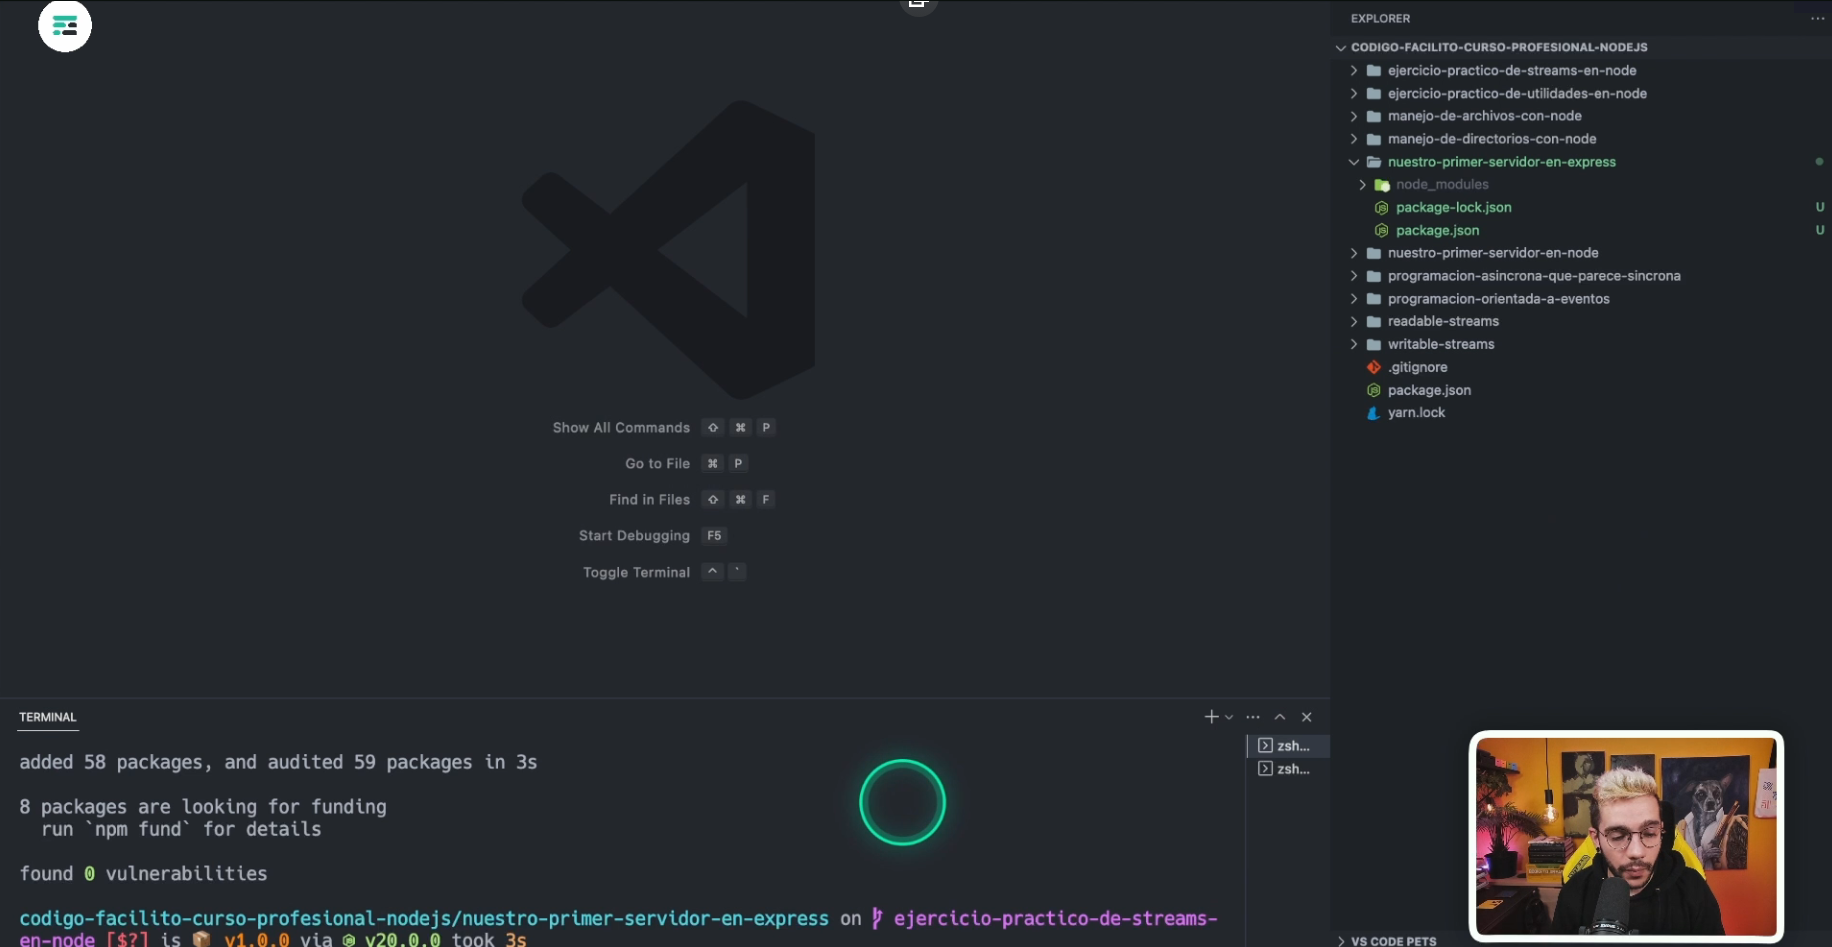 EXPLORER
CODIGO-FACILITO-CURSO-PROFESIONAL-NODEJS
ejercicio-practico-de-streams-en-node
ejercicio-practico-de-utilidades-en-node
manejo-de-archivos-con-node
manejo-de-directorios-con-node
nuestro-primer-servidor-en-express
node_modules
package-lock.json U
package.json U
nuestro-primer-servidor-en-node
programacion-asincrona-que-parece-sincrona
programacion-orientada-a-eventos
readable-streams
writable-streams
.gitignore
package.json
yarn.lock
Show All Commands ⇧ ⌘ P
Go to File ⌘ P
Find in Files ⇧ ⌘ F
Start Debugging F5
Toggle Terminal ^ `
TERMINAL
zsh...
zsh...
added 58 packages, and audited 59 packages in 3s
8 packages are looking for funding
run `npm fund` for details
found 0 vulnerabilities
codigo-facilito-curso-profesional-nodejs/nuestro-primer-servidor-en-express on ejercicio-practico-de-streams-
en-node [$?] is 📦 v1.0.0 via v20.0.0 took 3s
VS CODE PETS